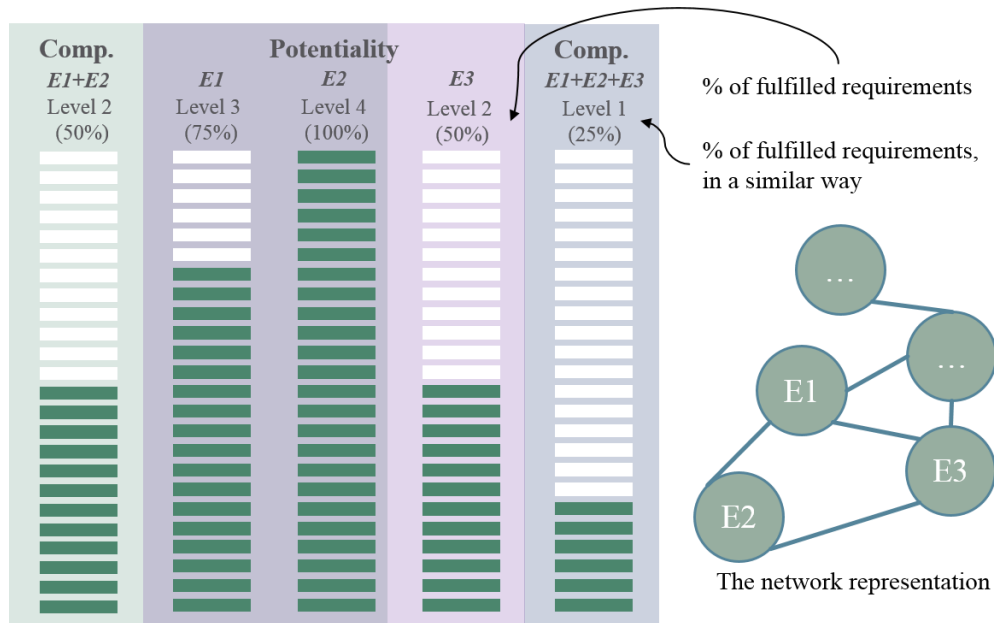 Comp.
E1+E2
Level 2
(50%)
Potentiality
E1
Level 3
(75%)
E2
Level 4
(100%)
E3
Level 2
(50%)
Comp.
E1+E2+E3
Level 1
(25%)
% of fulfilled requirements
% of fulfilled requirements,
in a similar way
…
…
E1
E3
E2
The network representation